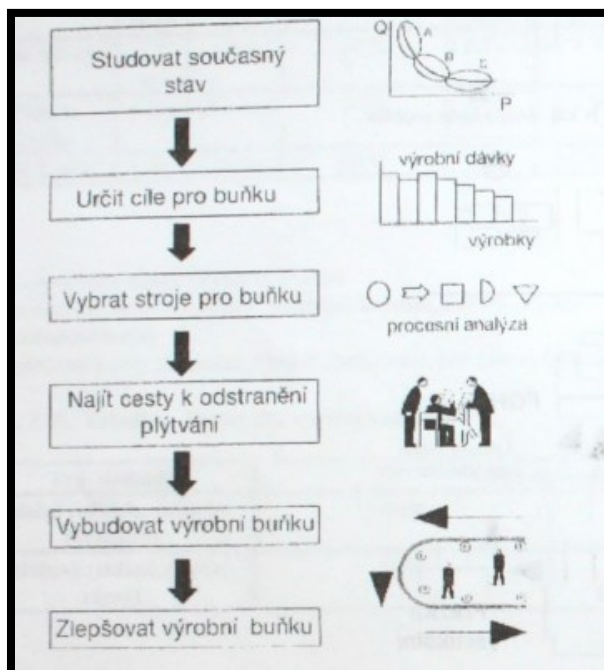 Studovat současný
stav
Q
A
B
C
P
Určit cíle pro buňku
výrobní dávky
výrobky
Vybrat stroje pro buňku
procesní analýza
Najít cesty k odstranění
plýtvání
Vybudovat výrobní buňku
Zlepšovat výrobní buňku